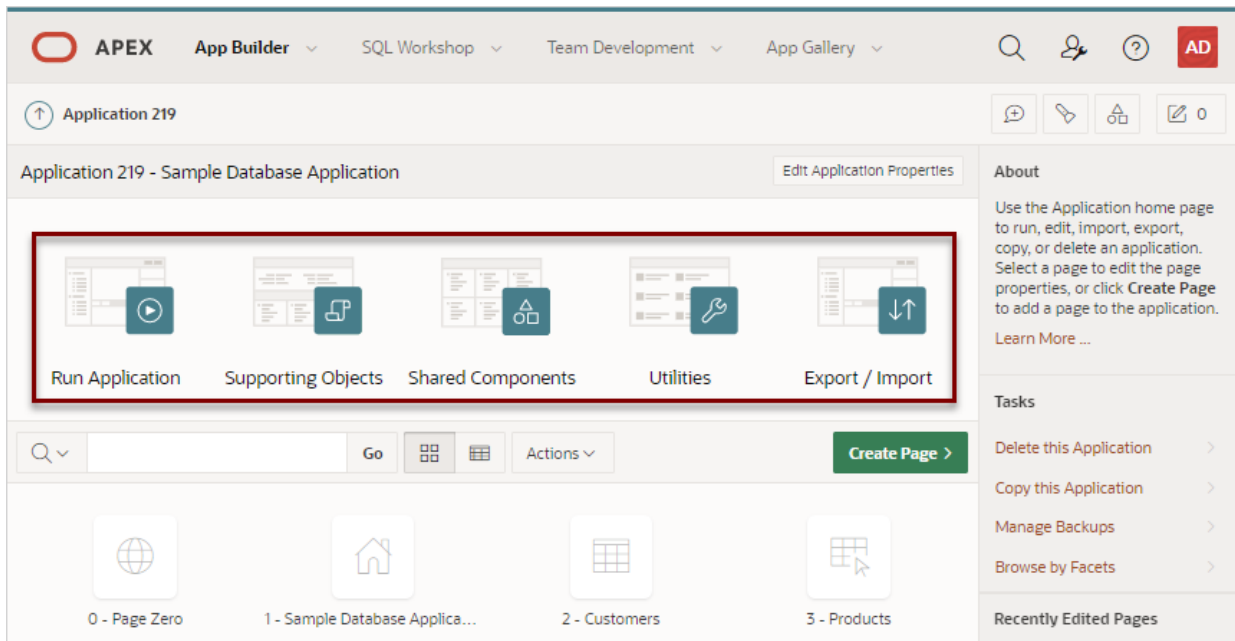 APEX App Builder SQL Workshop Team Development App Gallery AD
Application 219 0
Application 219 - Sample Database Application Edit Application Properties
Run Application Supporting Objects Shared Components Utilities Export / Import
Go Actions Create Page >
0 - Page Zero 1 - Sample Database Applica... 2 - Customers 3 - Products
About
Use the Application home page
to run, edit, import, export,
copy, or delete an application.
Select a page to edit the page
properties, or click Create Page
to add a page to the application.
Learn More ...
Tasks
Delete this Application
Copy this Application
Manage Backups
Browse by Facets
Recently Edited Pages